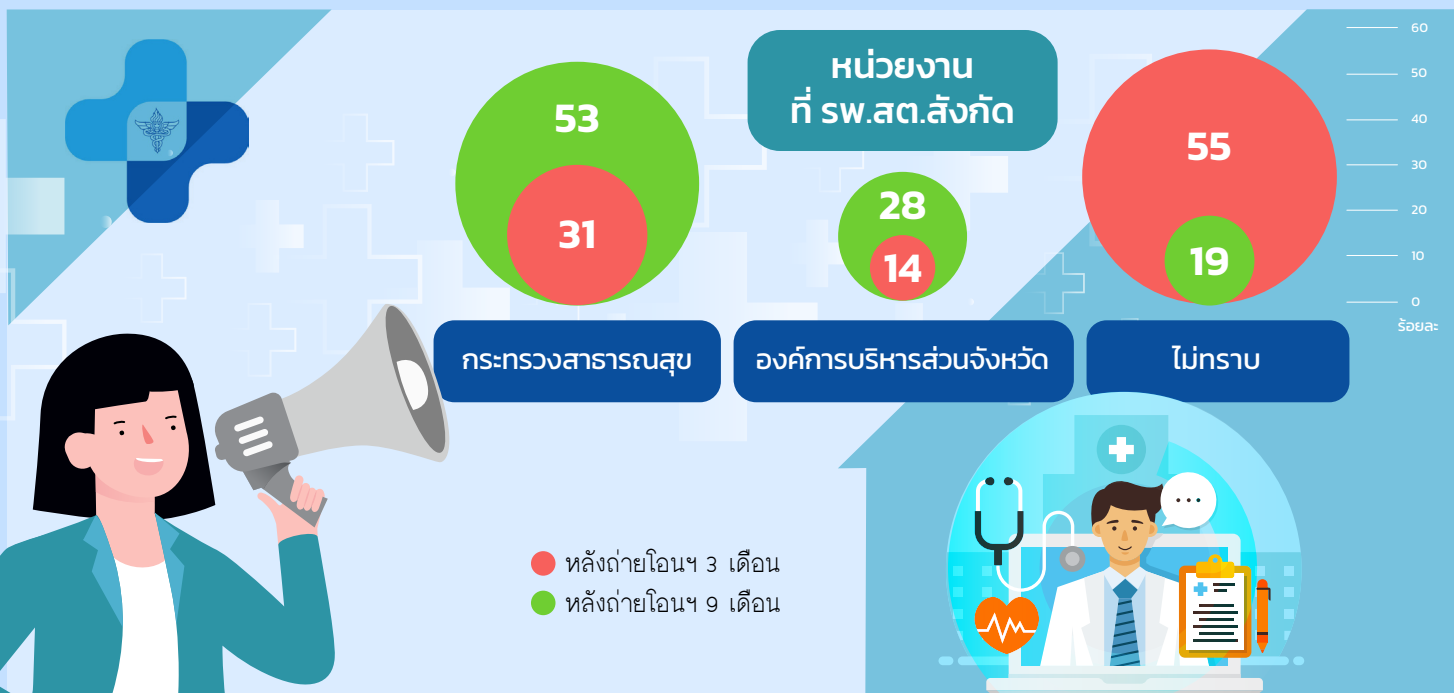 หน่วยงาน
ที่ รพ.สต.สังกัด
53
31
28
14
55
19
60
50
40
30
20
10
0
ร้อยละ
กระทรวงสาธารณสุข
องค์การบริหารส่วนจังหวัด
ไม่ทราบ
หลังถ่ายโอนฯ 3 เดือน
หลังถ่ายโอนฯ 9 เดือน